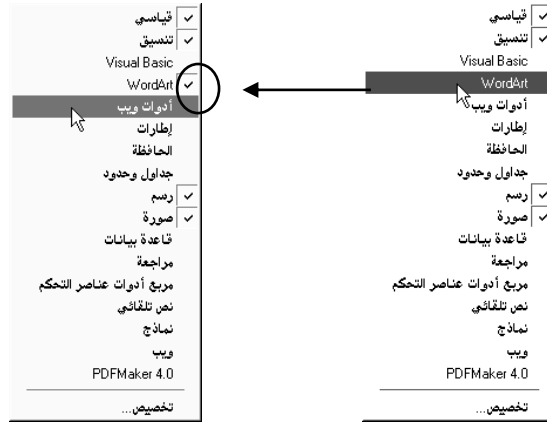 قياسي
تنسيق
Visual Basic
WordArt
أدوات ويب
إطارات
الحافظة
جداول وحدود
رسم
صورة
قاعدة بيانات
مراجعة
مربع أدوات عناصر التحكم
نص تلقائي
نماذج
ويب
PDFMaker 4.0
تخصيص...
قياسي
تنسيق
Visual Basic
WordArt
أدوات ويب
إطارات
الحافظة
جداول وحدود
رسم
صورة
قاعدة بيانات
مراجعة
مربع أدوات عناصر التحكم
نص تلقائي
نماذج
ويب
PDFMaker 4.0
تخصيص...